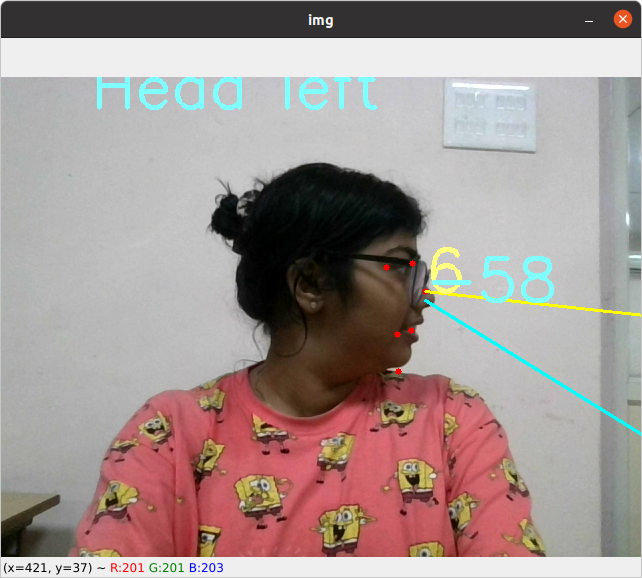 img
Head left
6
-58
(x=421, y=37) ~ R:201 G:201 B:203